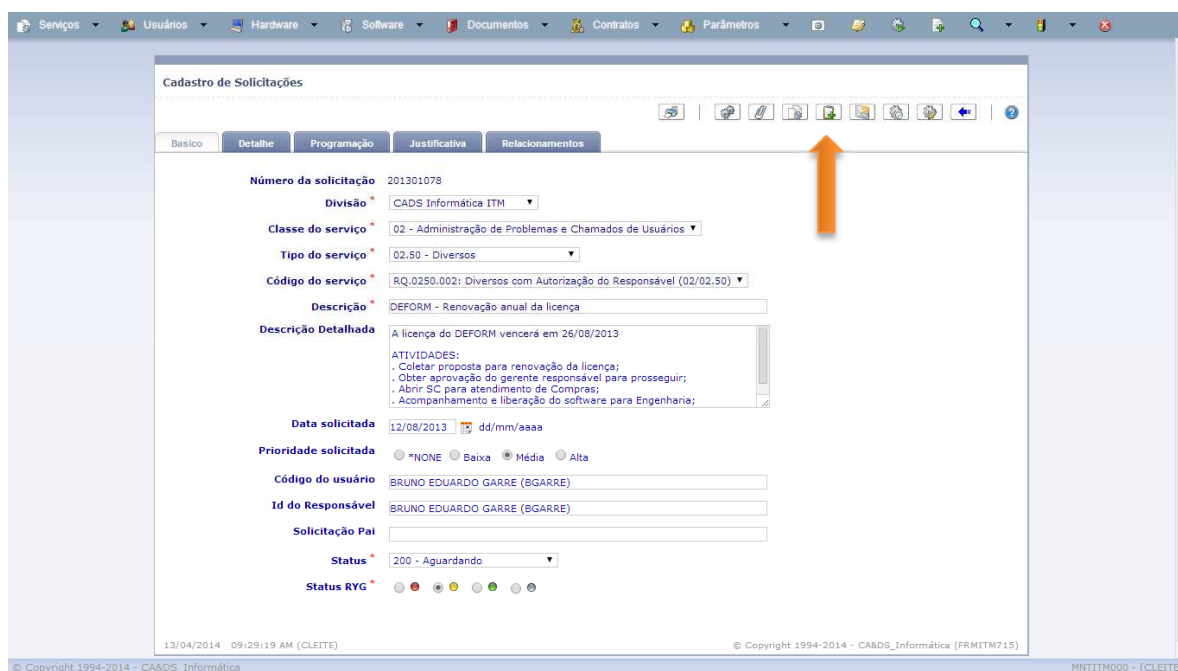 Serviços Usuários Hardware Software Documentos Contratos Parâmetros
Cadastro de Solicitações
Basico Detalhe Programação Justificativa Relacionamentos
Número da solicitação 201301078
Divisão * CADS Informática ITM
Classe do serviço * 02 - Administração de Problemas e Chamados de Usuários
Tipo do serviço * 02.50 - Diversos
Código do serviço * RQ.0250.002: Diversos com Autorização do Responsável (02/02.50)
Descrição * DEFORM - Renovação anual da licença
Descrição Detalhada A licença do DEFORM vencerá em 26/08/2013
ATIVIDADES:
. Coletar proposta para renovação da licença;
. Obter aprovação do gerente responsável para prosseguir;
. Abrir SC para atendimento de Compras;
. Acompanhamento e liberação do software para Engenharia;
Data solicitada 12/08/2013 dd/mm/aaaa
Prioridade solicitada *NONE Baixa Média Alta
Código do usuário BRUNO EDUARDO GARRE (BGARRE)
Id do Responsável BRUNO EDUARDO GARRE (BGARRE)
Solicitação Pai
Status * 200 - Aguardando
Status RYG *
13/04/2014 09:29:19 AM (CLEITE) © Copyright 1994-2014 - CA&DS_Informática (FRMITM715)
© Copyright 1994-2014 - CA&DS_Informática MNTITM000 - (CLEITE